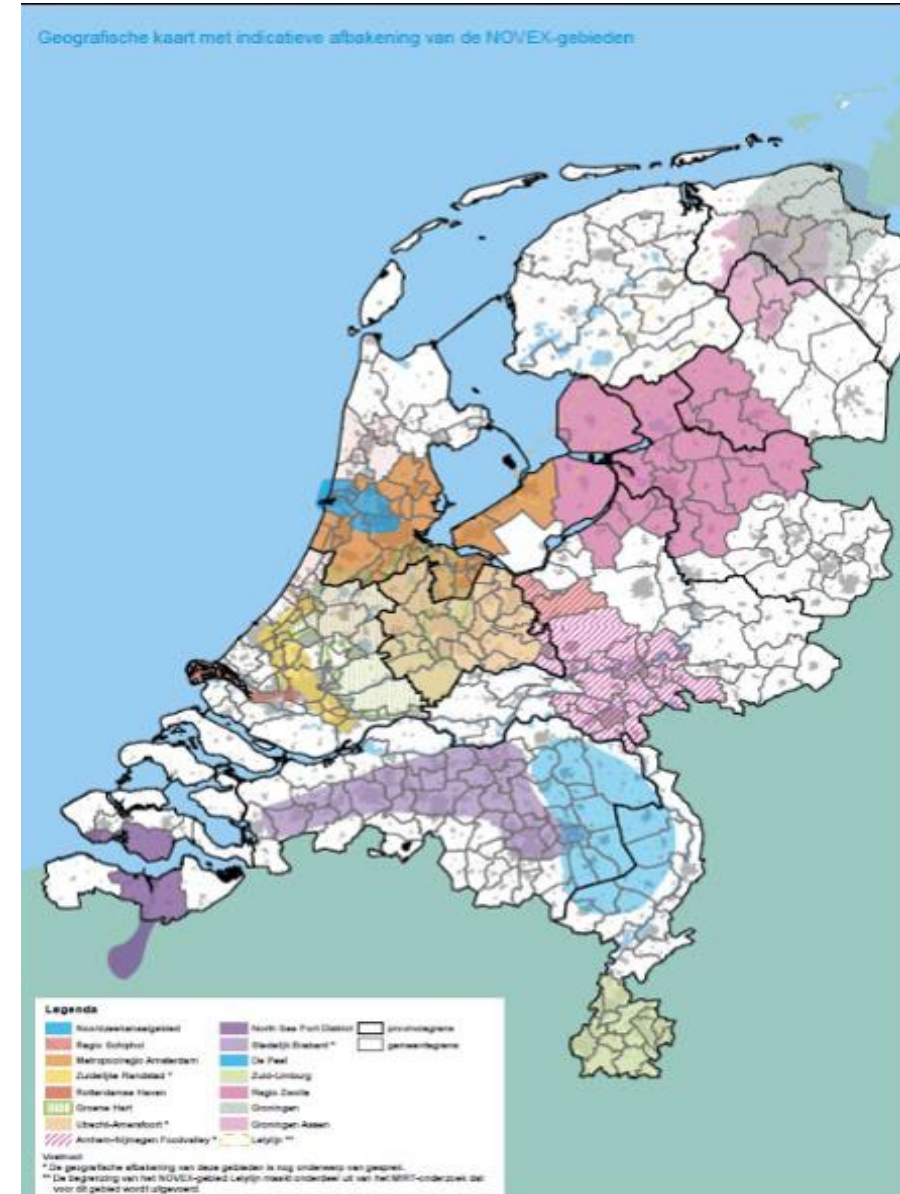 Geografische kaart met indicatieve afbakening van de NOVEX-gebieden
Legenda
Noordzeekanaalgebied
Regio Schiphol
Metropoolregio Amsterdam
Zuidelijke Randstad *
Rotterdamse Haven
Groene Hart
Utrecht-Amersfoort *
Arnhem-Nijmegen Foodvalley *
North Sea Port District
Stedelijk Brabant *
De Peel
Zuid-Limburg
Regio Zwolle
Groningen
Groningen Assen
Lelylijn **
provinciegrens
gemeentegrens
Voetnoot
* De geografische afbakening van deze gebieden is nog onderwerp van gesprek.
** De begrenzing van het NOVEX-gebied Lelylijn maakt onderdeel uit van het MIRT-onderzoek dat
voor dit gebied wordt uitgevoerd.